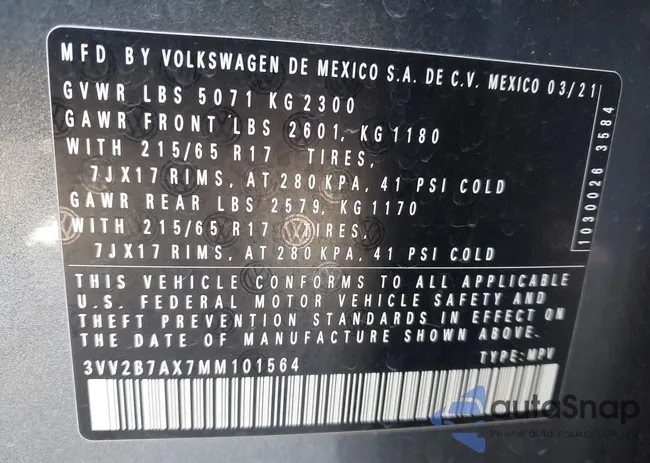 MFD BY VOLKSWAGEN DE MEXICO S.A. DE C.V. MEXICO 03/21
GVWR LBS 5071 KG 2300
GAWR FRONT LBS 2601, KG 1180
WITH 215/65 R17 TIRES,
7JX17 RIMS, AT 280 KPA, 41 PSI COLD
GAWR REAR LBS 2579, KG 1170
WITH 215/65 R17 TIRES,
7JX17 RIMS, AT 280 KPA, 41 PSI COLD
THIS VEHICLE CONFORMS TO ALL APPLICABLE
U.S. FEDERAL MOTOR VEHICLE SAFETY AND
THEFT PREVENTION STANDARDS IN EFFECT ON
THE DATE OF MANUFACTURE SHOWN ABOVE.
3VV2B7AX7MM101564 TYPE: MPV
1030026 3584
autoSnap
Pewne auta z aukcji